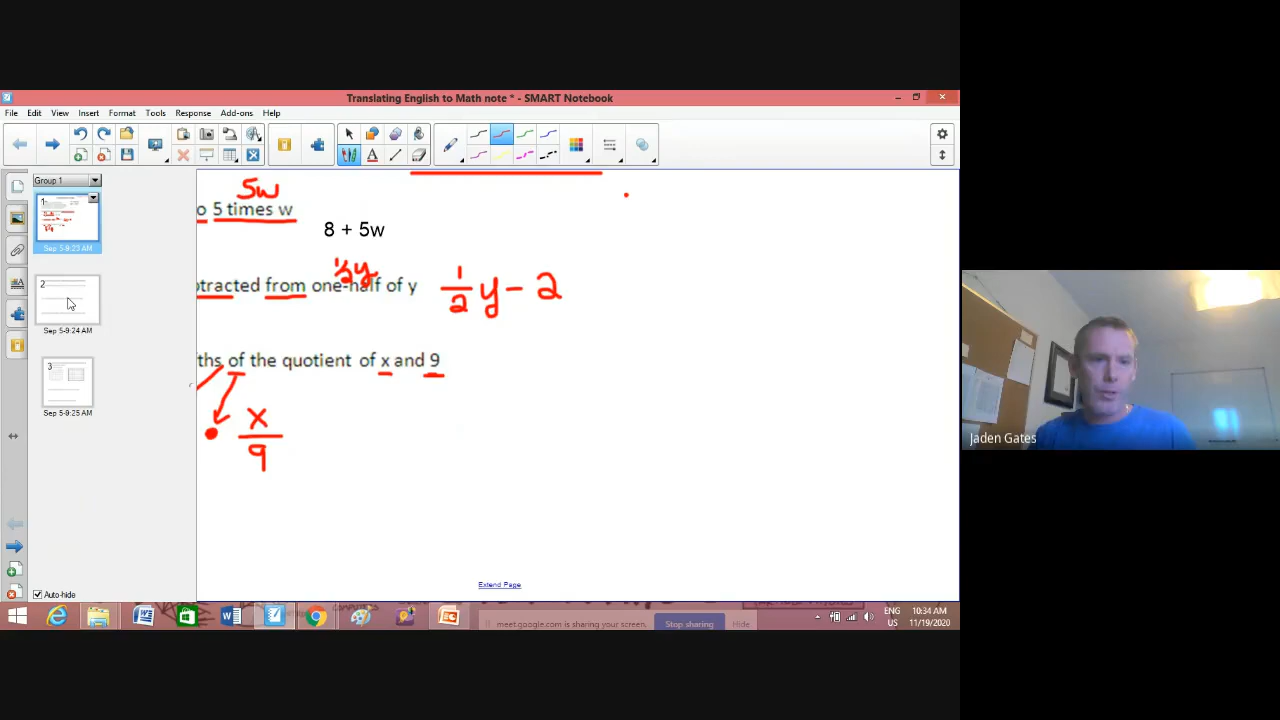 Translating English to Math note * - SMART Notebook
File Edit View Insert Format Tools Response Add-ons Help
Group 1
1
Sep 5-9:23 AM
2
Sep 5-9:24 AM
3
Sep 5-9:25 AM
Auto-hide
5w
o 5 times w
8 + 5w
1/2y
otracted from one-half of y
1/2 y - 2
ths of the quotient of x and 9
x/9
Extend Page
Jaden Gates
meet.google.com is sharing your screen.
Stop sharing
Hide
ENG
US
10:34 AM
11/19/2020